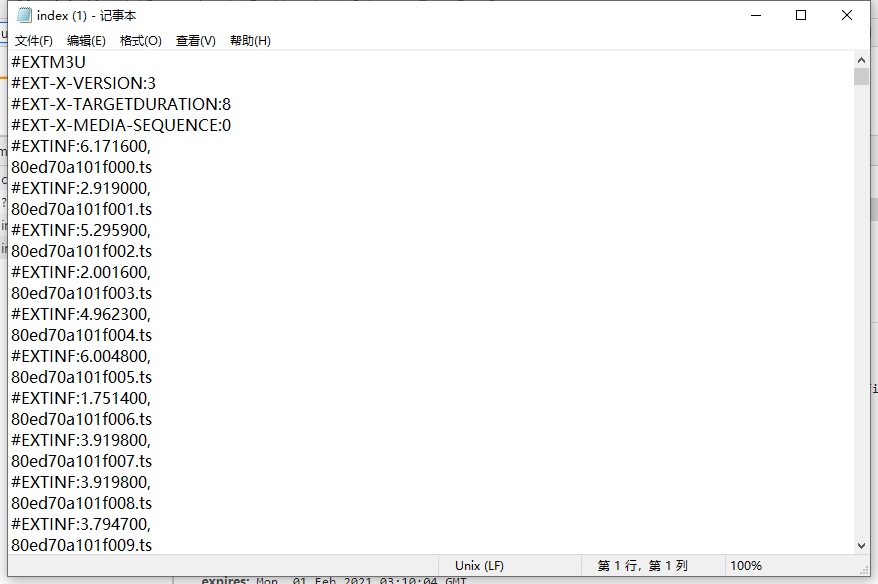 index (1) - 记事本
文件(F) 编辑(E) 格式(O) 查看(V) 帮助(H)
#EXTM3U
#EXT-X-VERSION:3
#EXT-X-TARGETDURATION:8
#EXT-X-MEDIA-SEQUENCE:0
#EXTINF:6.171600,
80ed70a101f000.ts
#EXTINF:2.919000,
80ed70a101f001.ts
#EXTINF:5.295900,
80ed70a101f002.ts
#EXTINF:2.001600,
80ed70a101f003.ts
#EXTINF:4.962300,
80ed70a101f004.ts
#EXTINF:6.004800,
80ed70a101f005.ts
#EXTINF:1.751400,
80ed70a101f006.ts
#EXTINF:3.919800,
80ed70a101f007.ts
#EXTINF:3.919800,
80ed70a101f008.ts
#EXTINF:3.794700,
80ed70a101f009.ts
Unix (LF) 第 1 行，第 1 列 100%
expires: Mon, 01 Feb 2021 03:10:04 GMT